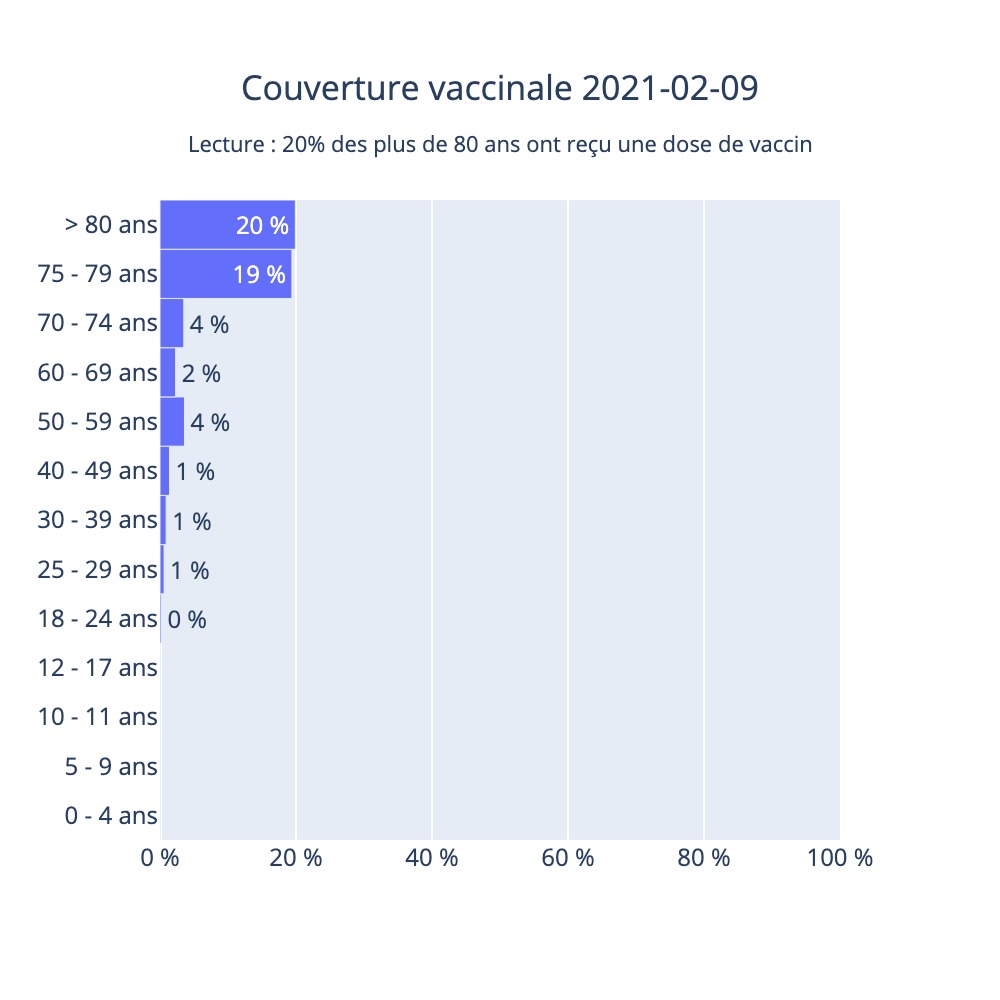 Couverture vaccinale 2021-02-09
Lecture : 20% des plus de 80 ans ont reçu une dose de vaccin
> 80 ans 20 %
75 - 79 ans 19 %
70 - 74 ans 4 %
60 - 69 ans 2 %
50 - 59 ans 4 %
40 - 49 ans 1 %
30 - 39 ans 1 %
25 - 29 ans 1 %
18 - 24 ans 0 %
12 - 17 ans
10 - 11 ans
5 - 9 ans
0 - 4 ans
0 % 20 % 40 % 60 % 80 % 100 %